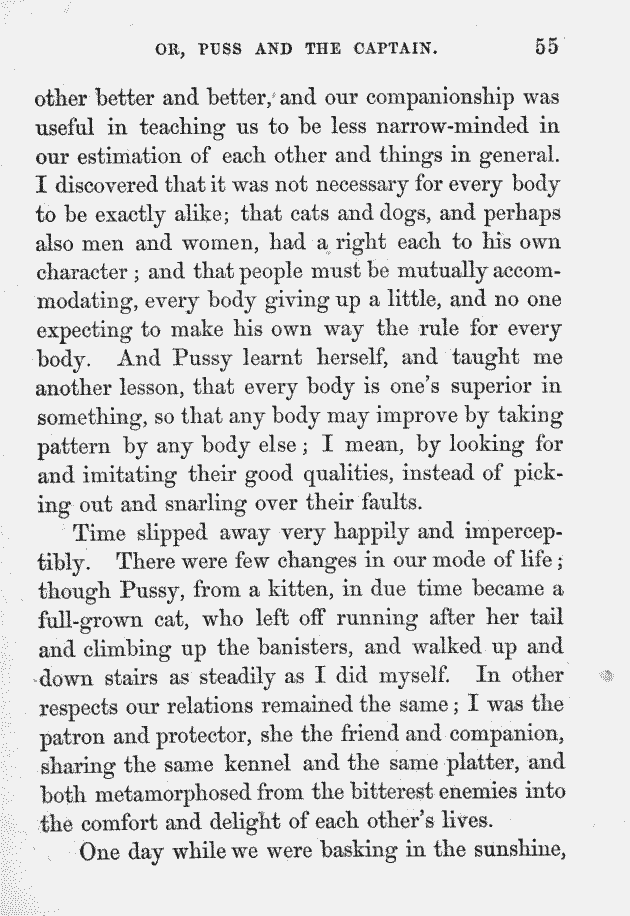 OR, PUSS AND THE CAPTAIN. 55
other better and better, and our companionship was
useful in teaching us to be less narrow-minded in
our estimation of each other and things in general.
I discovered that it was not necessary for every body
to be exactly alike; that cats and dogs, and perhaps
also men and women, had a right each to his own
character ; and that people must be mutually accom-
modating, every body giving up a little, and no one
expecting to make his own way the rule for every
body. And Pussy learnt herself, and taught me
another lesson, that every body is one's superior in
something, so that any body may improve by taking
pattern by any body else ; I mean, by looking for
and imitating their good qualities, instead of pick-
ing out and snarling over their faults.
Time slipped away very happily and impercep-
tibly. There were few changes in our mode of life ;
though Pussy, from a kitten, in due time became a
full-grown cat, who left off running after her tail
and climbing up the banisters, and walked up and
down stairs as steadily as I did myself. In other
respects our relations remained the same ; I was the
patron and protector, she the friend and companion,
sharing the same kennel and the same platter, and
both metamorphosed from the bitterest enemies into
the comfort and delight of each other's lives.
One day while we were basking in the sunshine,